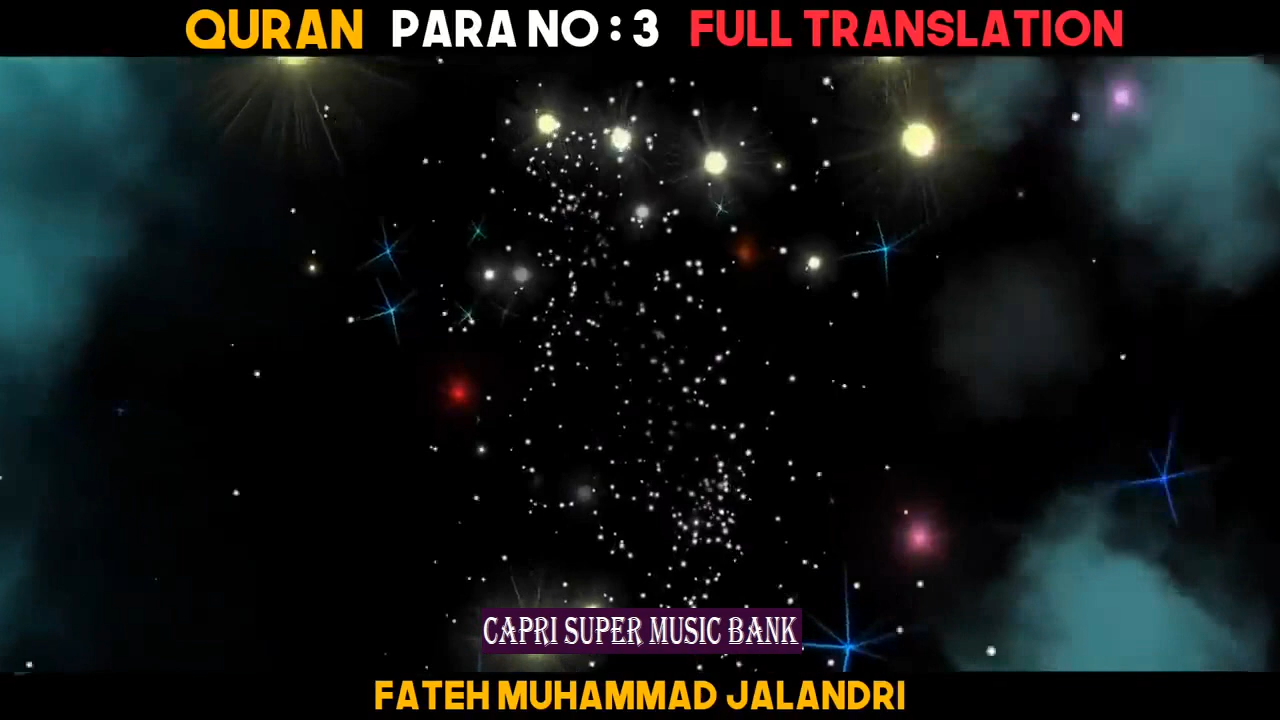 QURAN PARA NO : 3 FULL TRANSLATION
CAPRI SUPER MUSIC BANK
FATEH MUHAMMAD JALANDRI